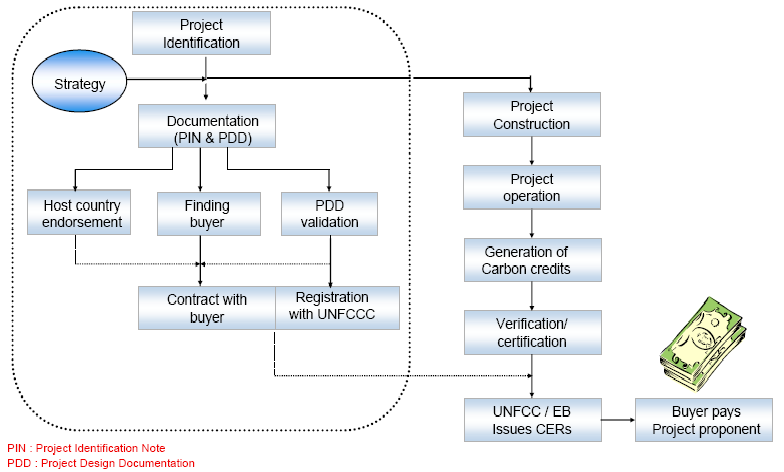 Project
Identification
Strategy
Documentation
(PIN & PDD)
Host country
endorsement
Finding
buyer
PDD
validation
Contract with
buyer
Registration
with UNFCCC
Project
Construction
Project
operation
Generation of
Carbon credits
Verification/
certification
UNFCC / EB
Issues CERs
Buyer pays
Project proponent
PIN : Project Identification Note
PDD : Project Design Documentation